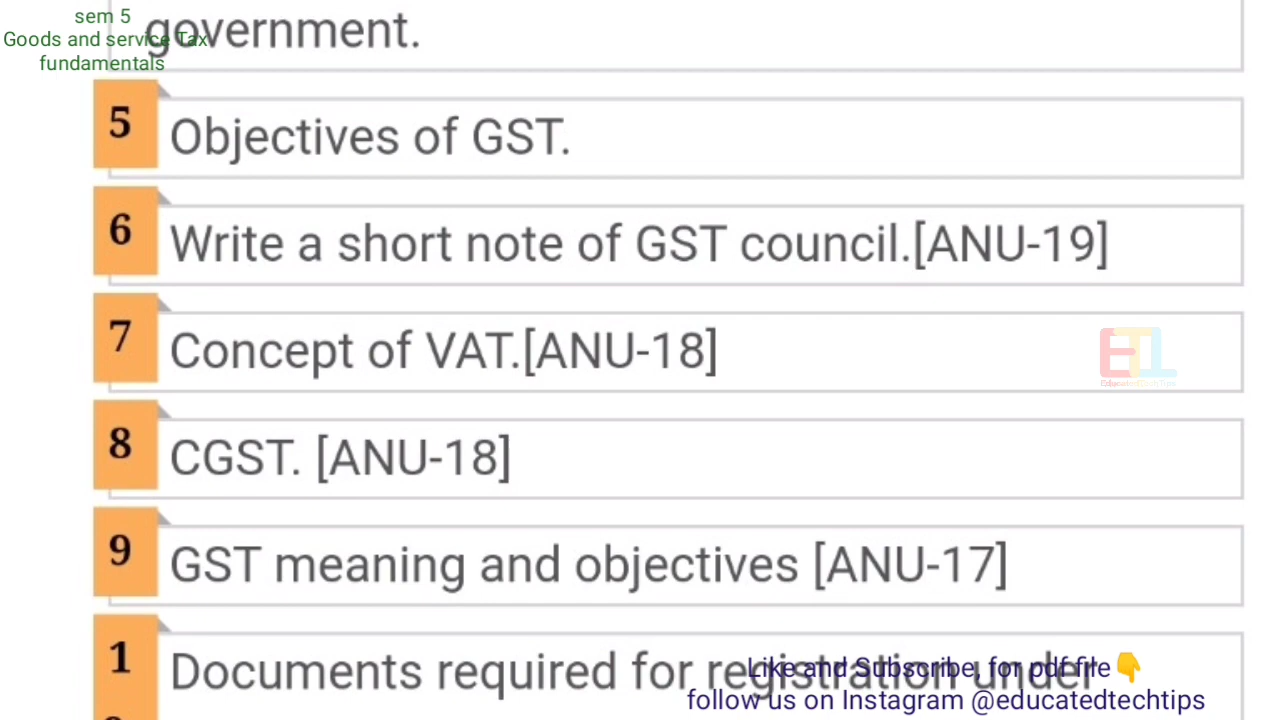 sem 5
Goods and service Tax
fundamentals
government.
5
Objectives of GST.
6
Write a short note of GST council.[ANU-19]
7
Concept of VAT.[ANU-18]
ETL
EducatedTechTips
8
CGST. [ANU-18]
9
GST meaning and objectives [ANU-17]
1
Documents required for registration under
Like and Subscribe, for pdf file👇
follow us on Instagram @educatedtechtips